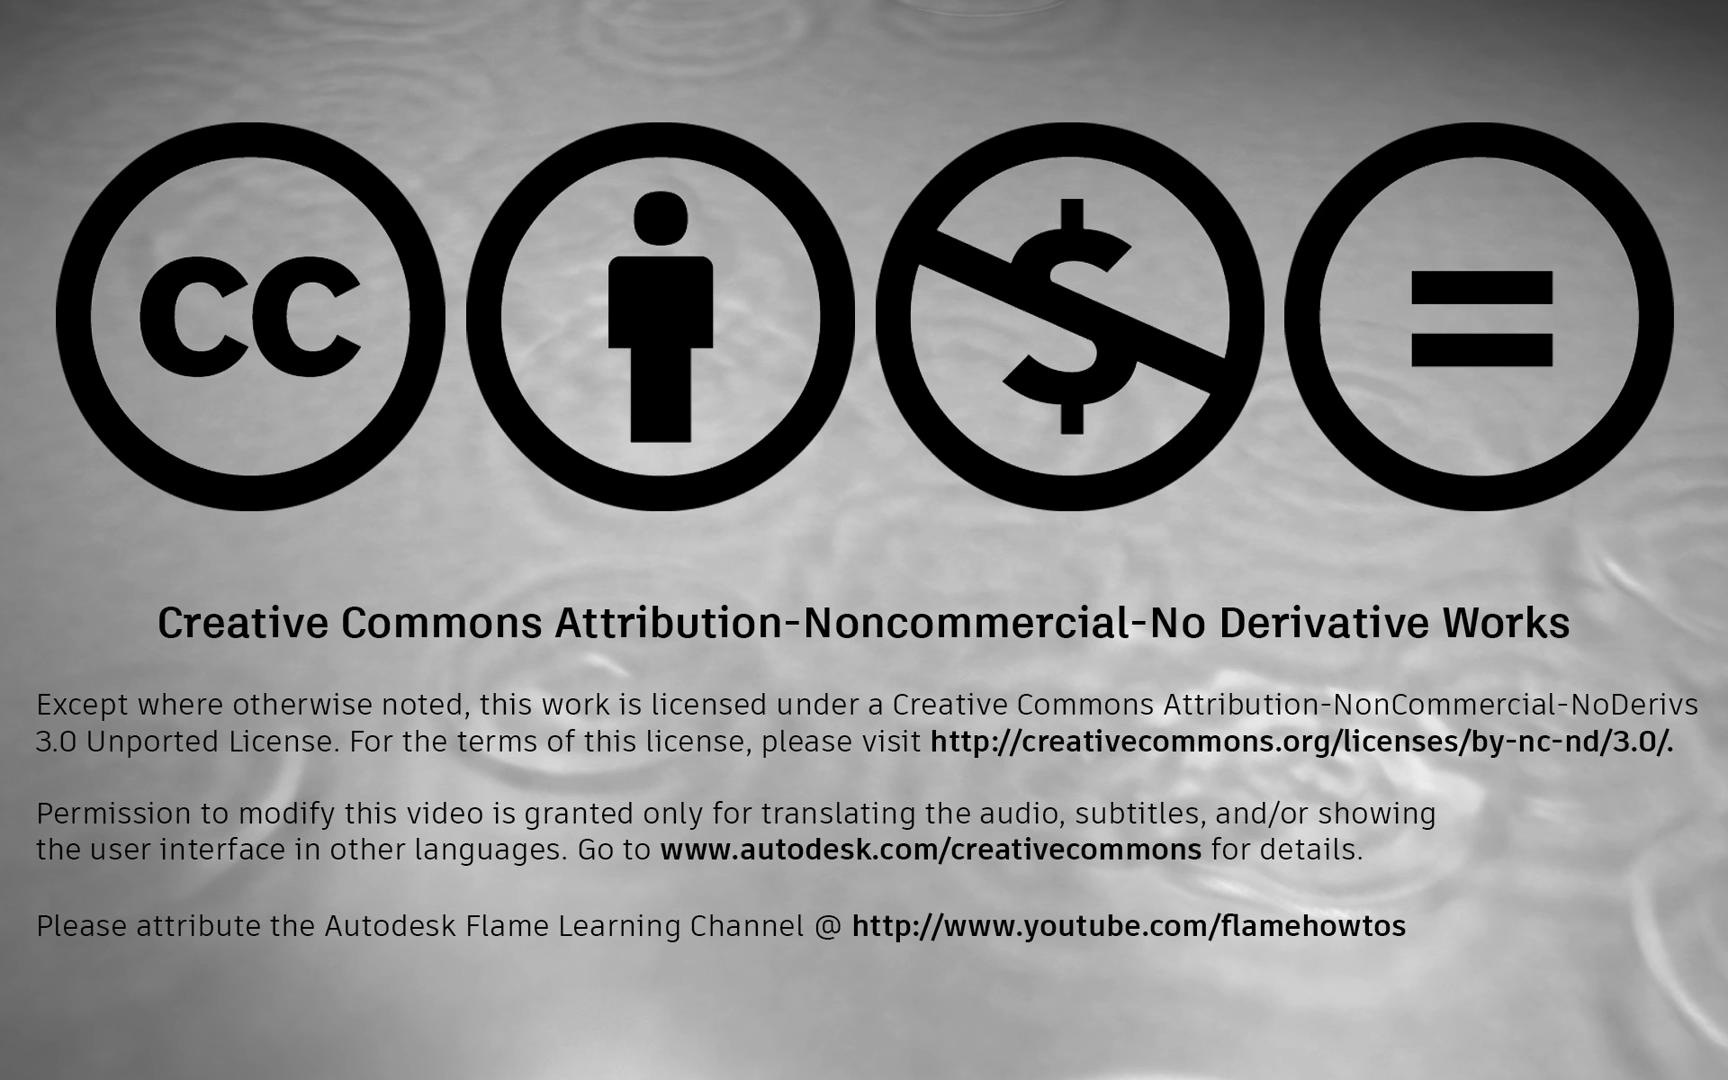 cc
$
=
Creative Commons Attribution-Noncommercial-No Derivative Works
Except where otherwise noted, this work is licensed under a Creative Commons Attribution-NonCommercial-NoDerivs
3.0 Unported License. For the terms of this license, please visit http://creativecommons.org/licenses/by-nc-nd/3.0/.
Permission to modify this video is granted only for translating the audio, subtitles, and/or showing
the user interface in other languages. Go to www.autodesk.com/creativecommons for details.
Please attribute the Autodesk Flame Learning Channel @ http://www.youtube.com/flamehowtos